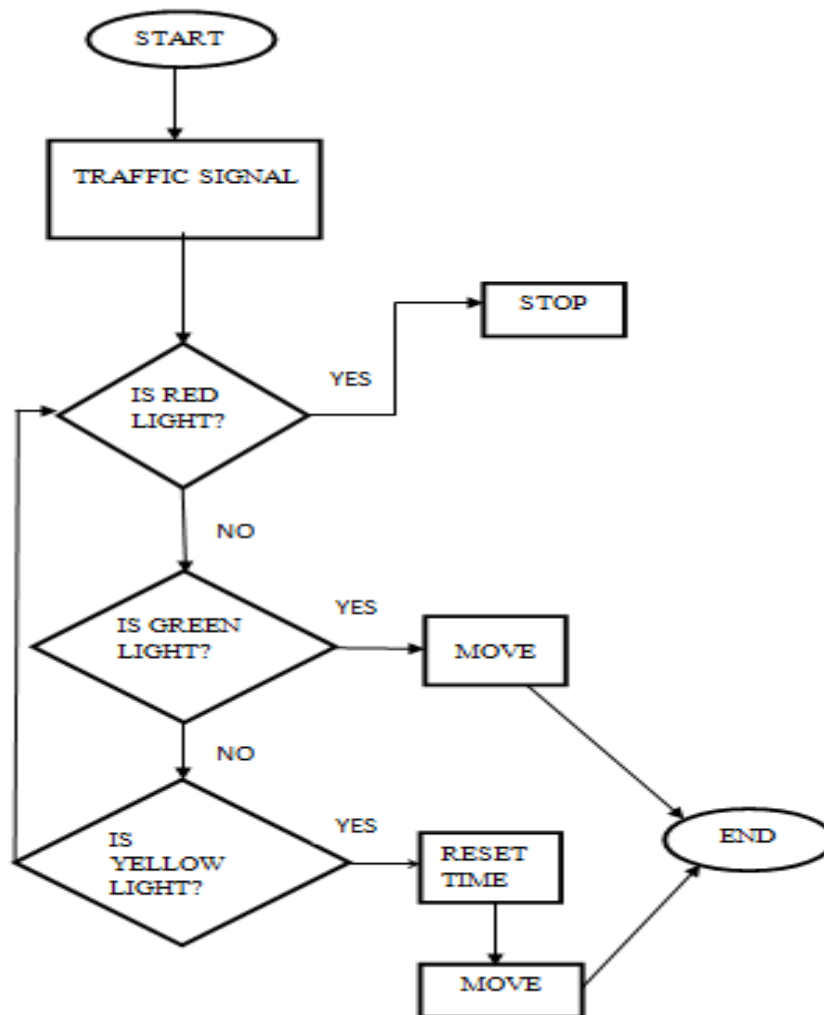 START
TRAFFIC SIGNAL
STOP
YES
IS RED
LIGHT?
NO
YES
IS GREEN
LIGHT?
MOVE
NO
YES
IS
YELLOW
LIGHT?
RESET
TIME
END
MOVE